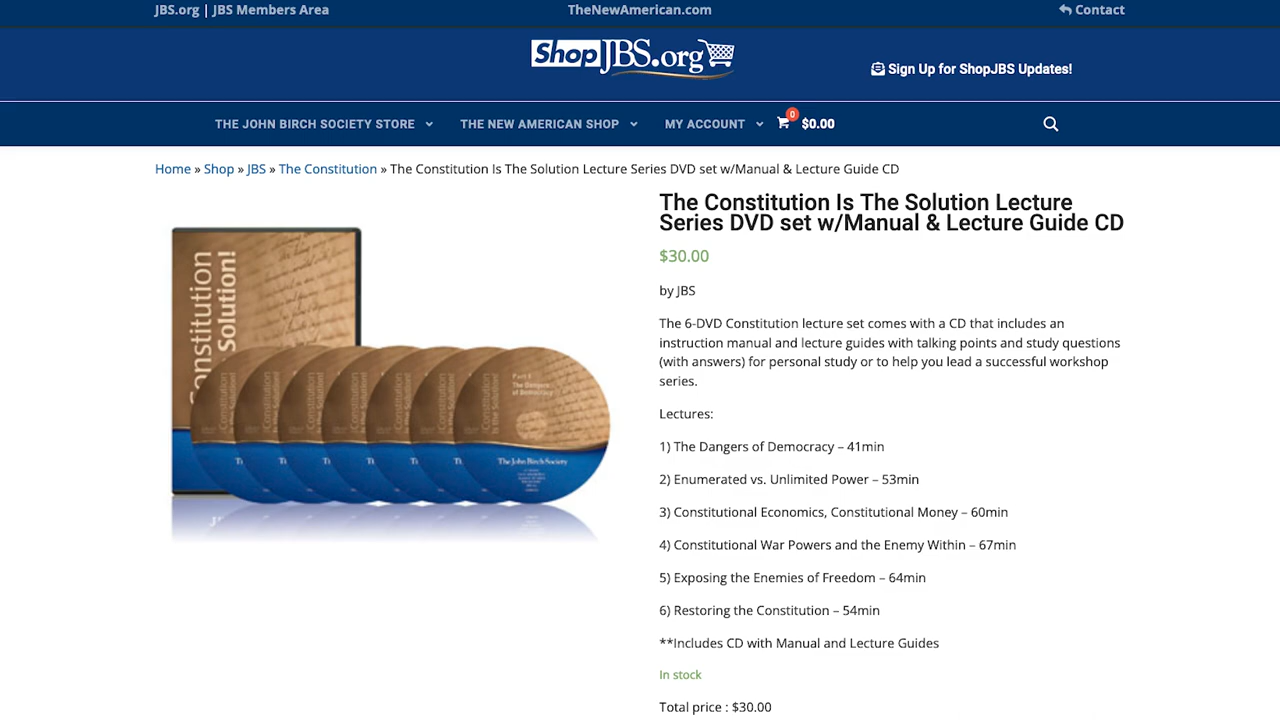 JBS.org | JBS Members Area
TheNewAmerican.com
Contact
ShopJBS.org
Sign Up for ShopJBS Updates!
THE JOHN BIRCH SOCIETY STORE
THE NEW AMERICAN SHOP
MY ACCOUNT
0
$0.00
Home » Shop » JBS » The Constitution » The Constitution Is The Solution Lecture Series DVD set w/Manual & Lecture Guide CD
Constitution
Solution!
Part 1
The Dangers
of Democracy
The John Birch Society
The Constitution Is The Solution Lecture
Series DVD set w/Manual & Lecture Guide CD
$30.00
by JBS
The 6-DVD Constitution lecture set comes with a CD that includes an
instruction manual and lecture guides with talking points and study questions
(with answers) for personal study or to help you lead a successful workshop
series.
Lectures:
1) The Dangers of Democracy – 41min
2) Enumerated vs. Unlimited Power – 53min
3) Constitutional Economics, Constitutional Money – 60min
4) Constitutional War Powers and the Enemy Within – 67min
5) Exposing the Enemies of Freedom – 64min
6) Restoring the Constitution – 54min
**Includes CD with Manual and Lecture Guides
In stock
Total price : $30.00